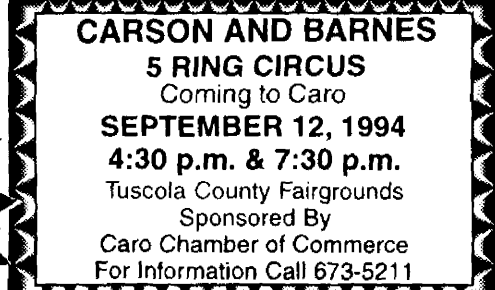 CARSON AND BARNES
5 RING CIRCUS
Coming to Caro
SEPTEMBER 12, 1994
4:30 p.m. & 7:30 p.m.
Tuscola County Fairgrounds
Sponsored By
Caro Chamber of Commerce
For Information Call 673-5211